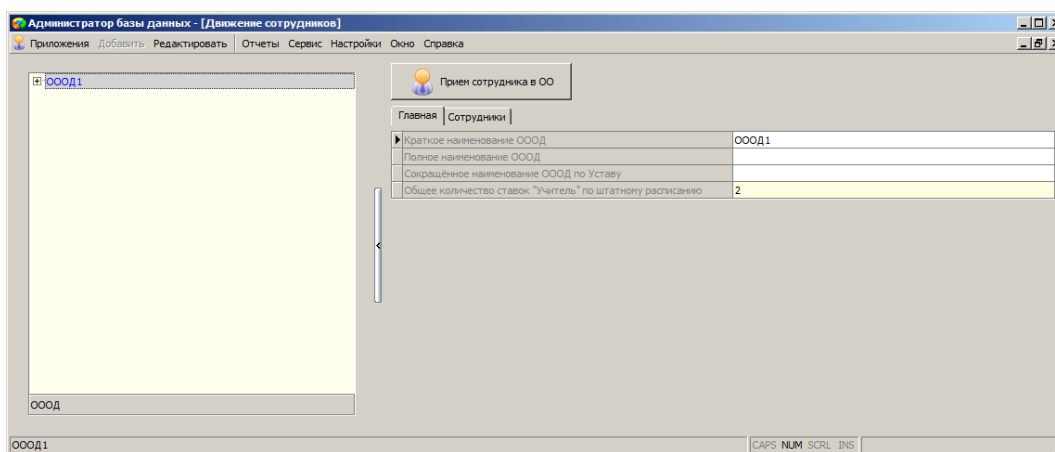 Администратор базы данных - [Движение сотрудников]
Приложения Добавить Редактировать Отчеты Сервис Настройки Окно Справка
ОООД1
Прием сотрудника в ОО
Главная Сотрудники
Краткое наименование ОООД ОООД1
Полное наименование ОООД
Сокращённое наименование ОООД по Уставу
Общее количество ставок "Учитель" по штатному расписанию 2
ОООД
ОООД1 CAPS NUM SCRL INS